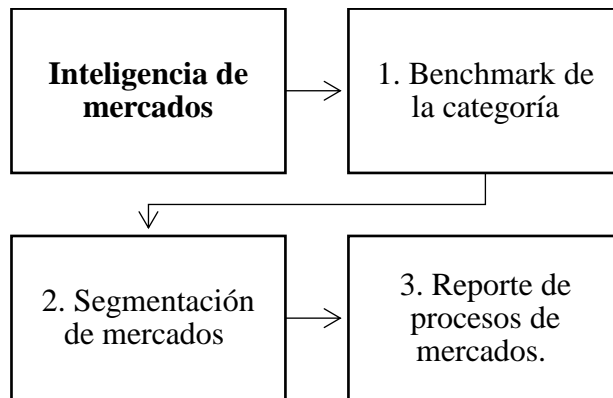 Inteligencia de
mercados
1. Benchmark de
la categoría
2. Segmentación
de mercados
3. Reporte de
procesos de
mercados.